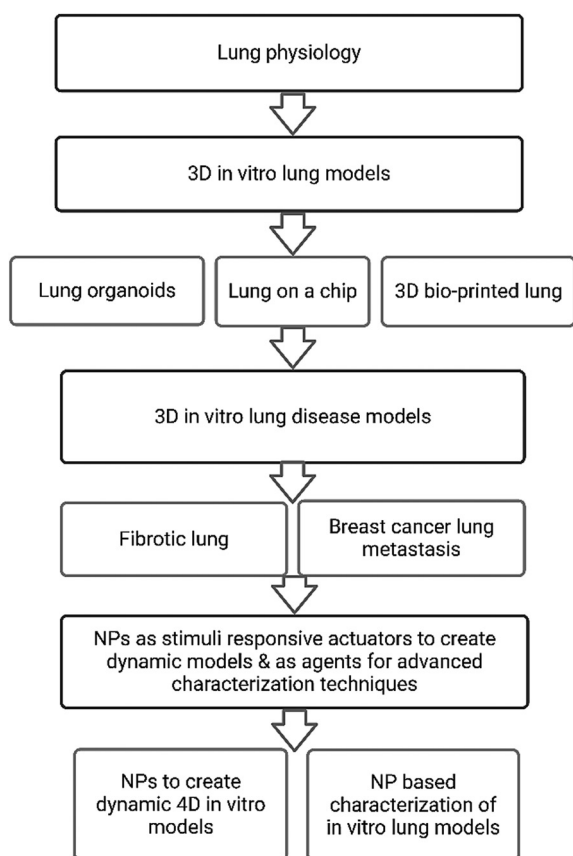 Lung physiology
3D in vitro lung models
Lung organoids
Lung on a chip
3D bio-printed lung
3D in vitro lung disease models
Fibrotic lung
Breast cancer lung
metastasis
NPs as stimuli responsive actuators to create
dynamic models & as agents for advanced
characterization techniques
NPs to create
dynamic 4D in vitro
models
NP based
characterization of
in vitro lung models